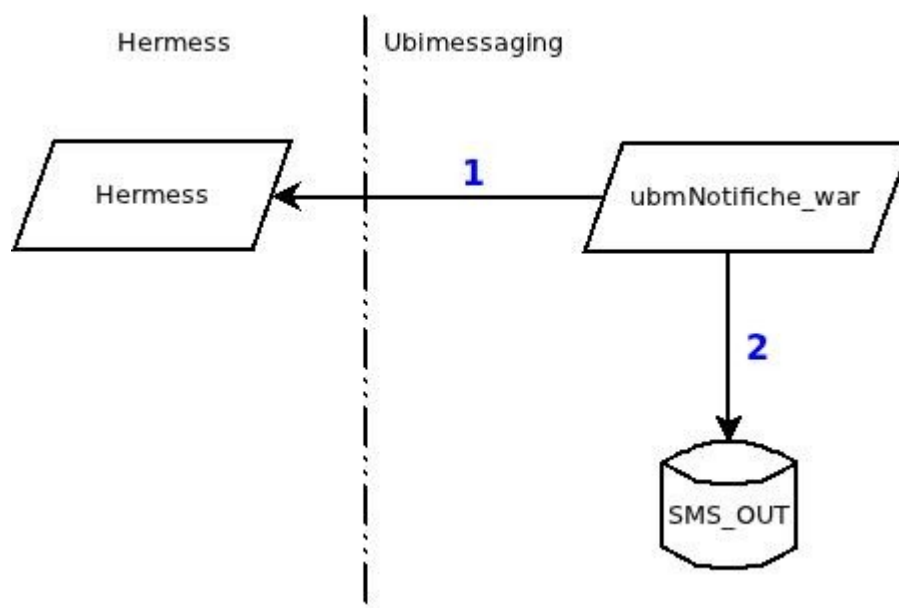 Hermess
Ubimessaging
1
Hermess
ubmNotifiche_war
2
SMS_OUT